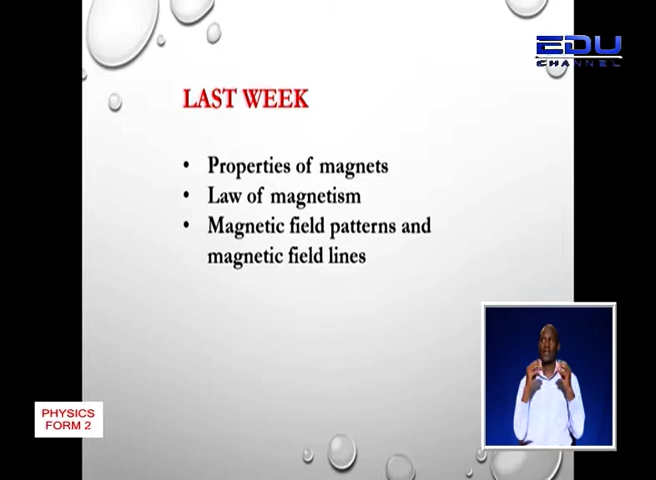 EDU
CHANNEL
LAST WEEK
• Properties of magnets
• Law of magnetism
• Magnetic field patterns and
magnetic field lines
PHYSICS
FORM 2